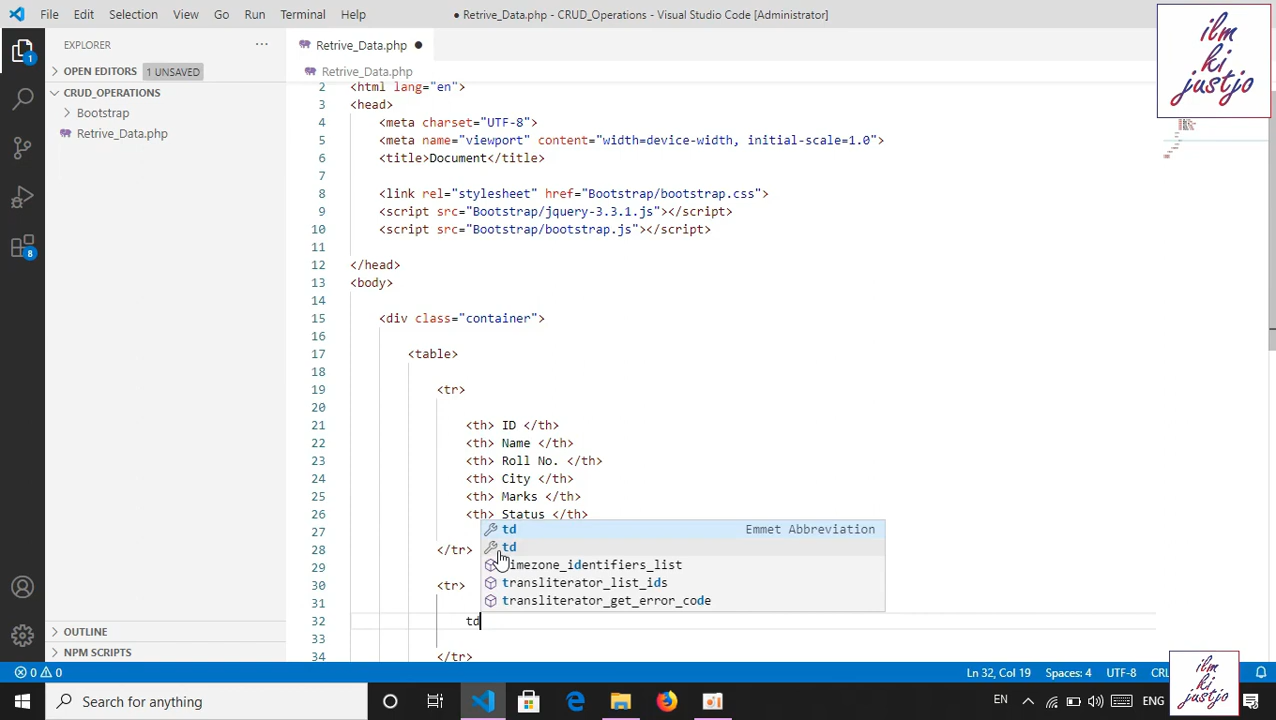 File Edit Selection View Go Run Terminal Help
● Retrive_Data.php - CRUD_Operations - Visual Studio Code [Administrator]
ilm
ki
justjo
EXPLORER
OPEN EDITORS 1 UNSAVED
CRUD_OPERATIONS
Bootstrap
Retrive_Data.php
OUTLINE
NPM SCRIPTS
1
8
Retrive_Data.php ●
Retrive_Data.php
2 <html lang="en">
3 <head>
4 <meta charset="UTF-8">
5 <meta name="viewport" content="width=device-width, initial-scale=1.0">
6 <title>Document</title>
7
8 <link rel="stylesheet" href="Bootstrap/bootstrap.css">
9 <script src="Bootstrap/jquery-3.3.1.js"></script>
10 <script src="Bootstrap/bootstrap.js"></script>
11
12 </head>
13 <body>
14
15 <div class="container">
16
17 <table>
18
19 <tr>
20
21 <th> ID </th>
22 <th> Name </th>
23 <th> Roll No. </th>
24 <th> City </th>
25 <th> Marks </th>
26 <th> Status </th>
27
28 </tr>
29
30 <tr>
31
32 td
33
34 </tr>
td Emmet Abbreviation
td
timezone_identifiers_list
transliterator_list_ids
transliterator_get_error_code
0 0
Ln 32, Col 19 Spaces: 4 UTF-8
Search for anything
EN
ENG
ilm
ki
justjo